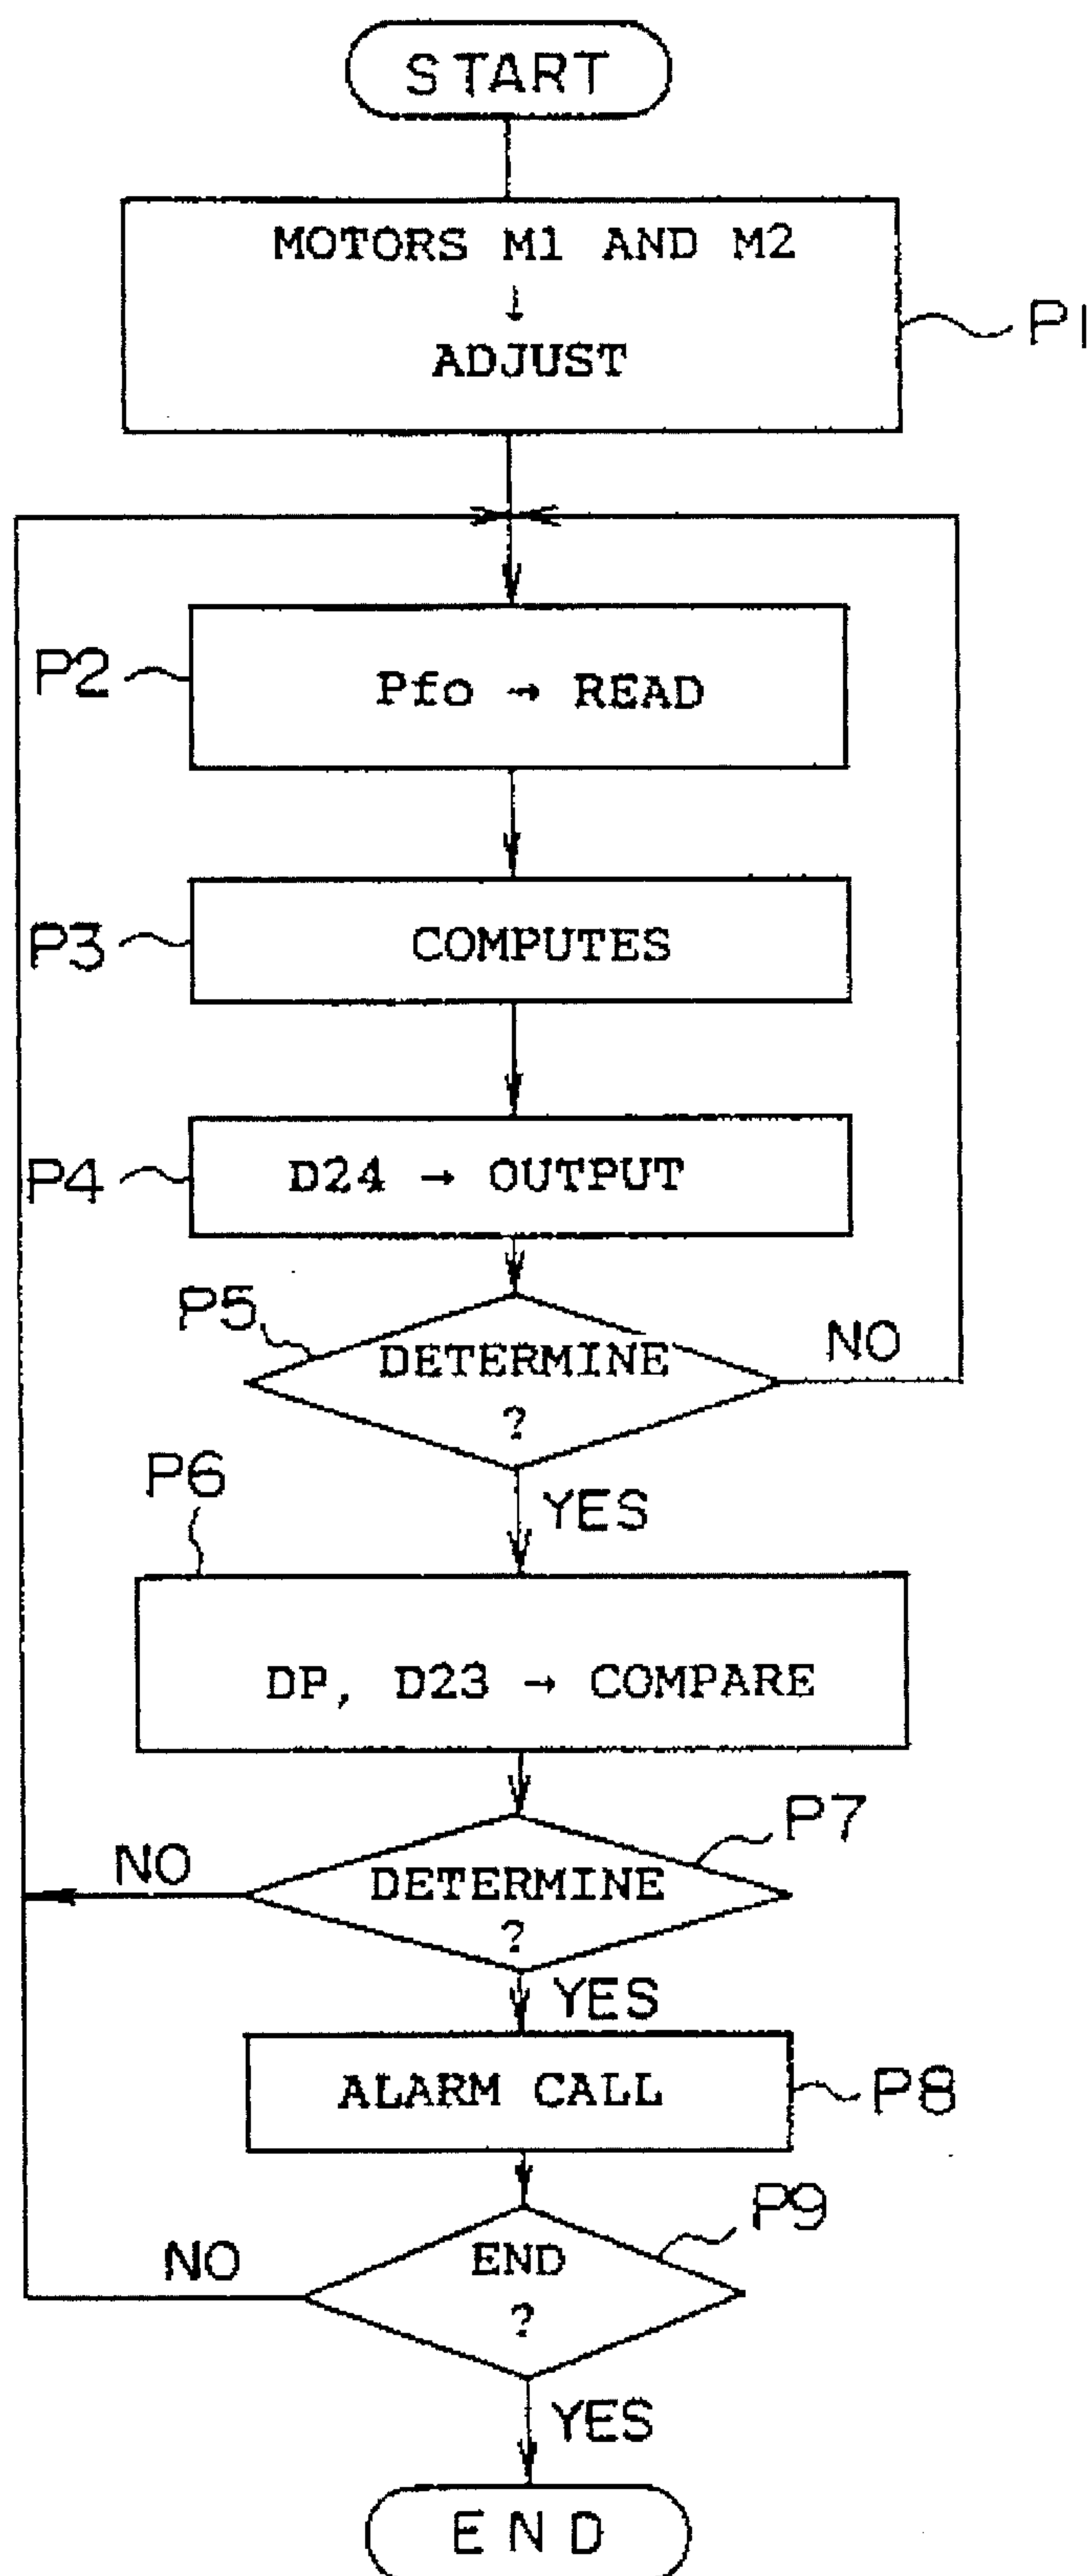 START
MOTORS M1 AND M2
↓
ADJUST
P1
P2
Pfo → READ
P3
COMPUTES
P4
D24 → OUTPUT
P5
DETERMINE
?
NO
YES
P6
DP, D23 → COMPARE
P7
NO
DETERMINE
?
YES
ALARM CALL
P8
P9
NO
END
?
YES
END